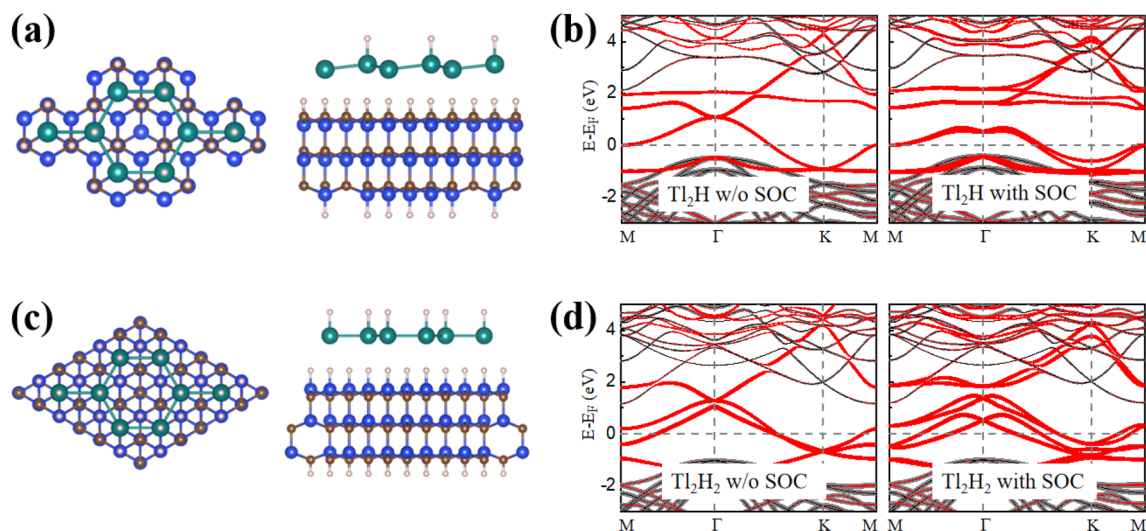 (a)
(b)
4
2
0
-2
E-E_F (eV)
Tl₂H w/o SOC
Tl₂H with SOC
M Γ K M M Γ K M
(c)
(d)
4
2
0
-2
E-E_F (eV)
Tl₂H₂ w/o SOC
Tl₂H₂ with SOC
M Γ K M M Γ K M